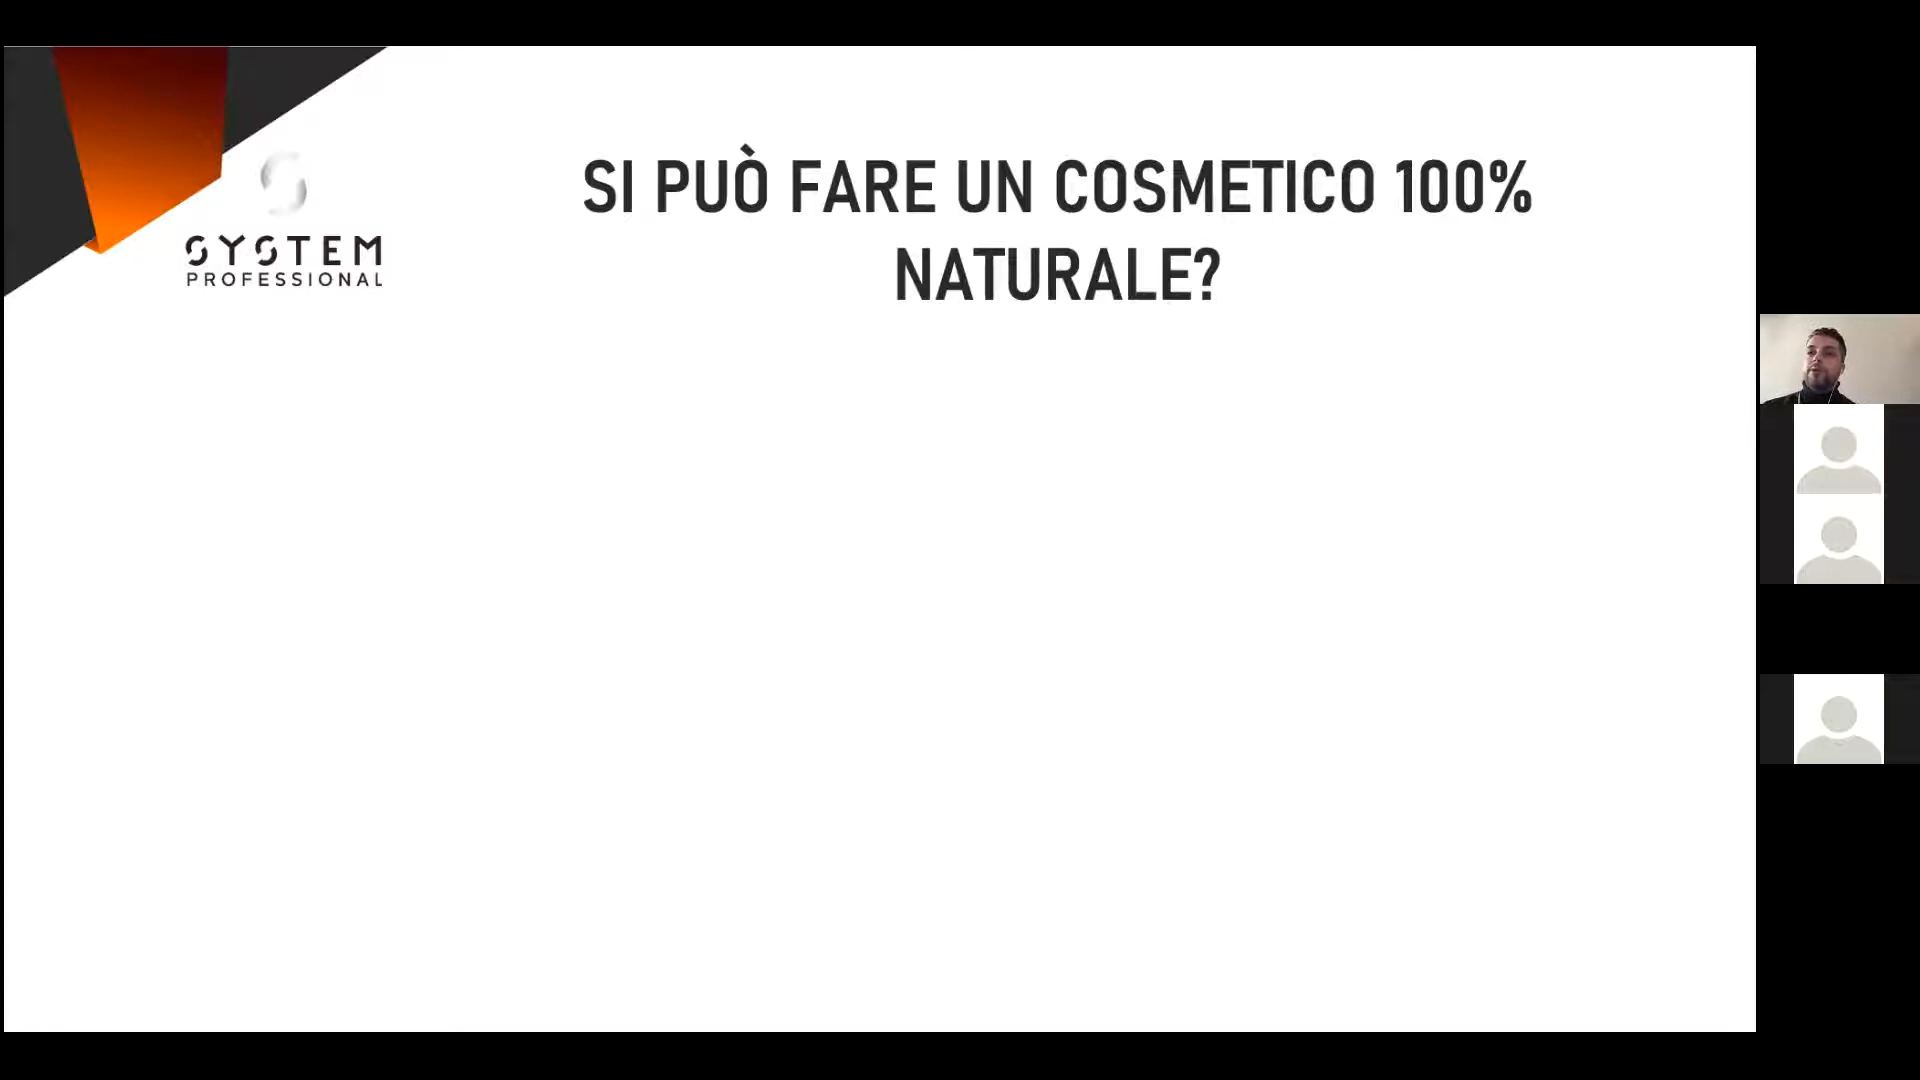 SYSTEM
PROFESSIONAL
SI PUÒ FARE UN COSMETICO 100%
NATURALE?